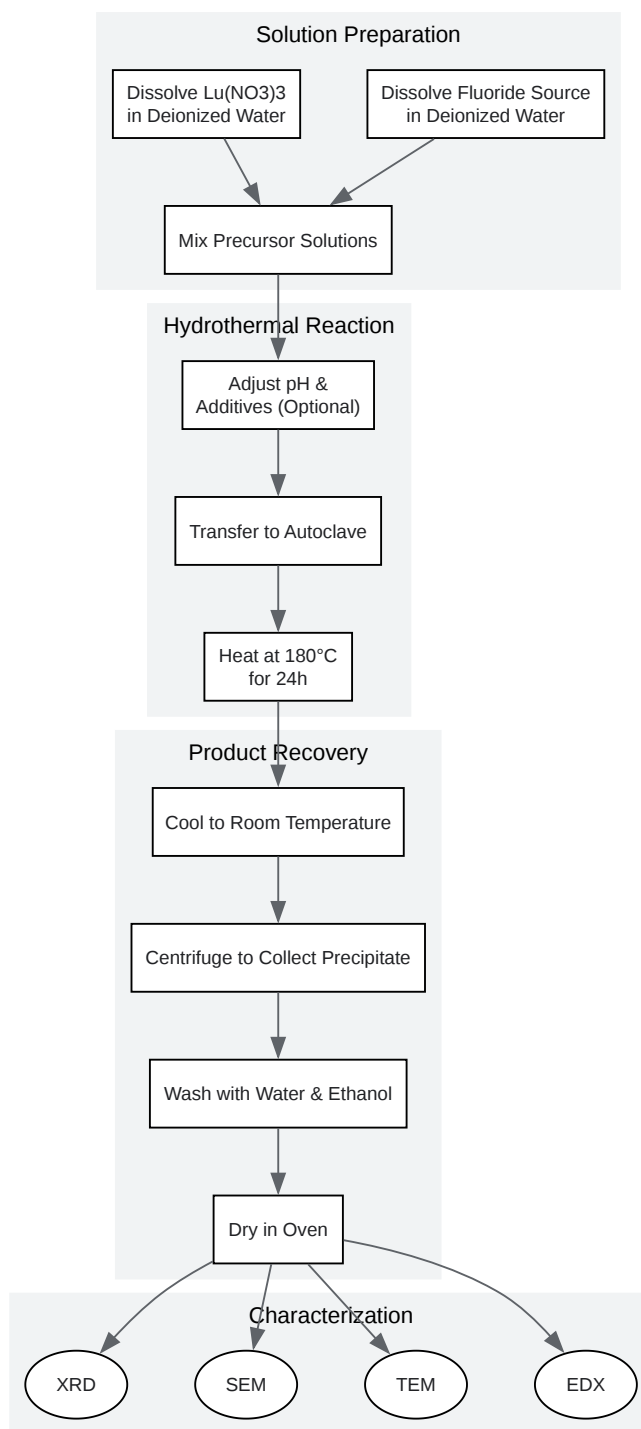 Solution Preparation
Dissolve Lu(NO3)3
in Deionized Water
Dissolve Fluoride Source
in Deionized Water
Mix Precursor Solutions
Hydrothermal Reaction
Adjust pH &
Additives (Optional)
Transfer to Autoclave
Heat at 180°C
for 24h
Product Recovery
Cool to Room Temperature
Centrifuge to Collect Precipitate
Wash with Water & Ethanol
Dry in Oven
Characterization
XRD
SEM
TEM
EDX